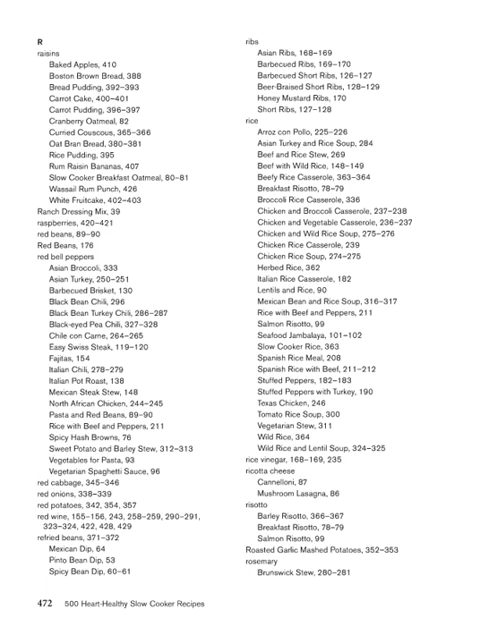 R
raisins
Baked Apples, 410
Boston Brown Bread, 388
Bread Pudding, 392–393
Carrot Cake, 400–401
Carrot Pudding, 396–397
Cranberry Oatmeal, 82
Curried Couscous, 365–366
Oat Bran Bread, 380–381
Rice Pudding, 395
Rum Raisin Bananas, 407
Slow Cooker Breakfast Oatmeal, 80–81
Wassail Rum Punch, 426
White Fruitcake, 402–403
Ranch Dressing Mix, 39
raspberries, 420–421
red beans, 89–90
Red Beans, 176
red bell peppers
Asian Broccoli, 333
Asian Turkey, 250–251
Barbecued Brisket, 130
Black Bean Chili, 296
Black Bean Turkey Chili, 286–287
Black-eyed Pea Chili, 327–328
Chile con Carne, 264–265
Easy Swiss Steak, 119–120
Fajitas, 154
Italian Chili, 278–279
Italian Pot Roast, 138
Mexican Steak Stew, 148
North African Chicken, 244–245
Pasta and Red Beans, 89–90
Rice with Beef and Peppers, 211
Spicy Hash Browns, 76
Sweet Potato and Barley Stew, 312–313
Vegetables for Pasta, 93
Vegetarian Spaghetti Sauce, 96
red cabbage, 345–346
red onions, 338–339
red potatoes, 342, 354, 357
red wine, 155–156, 243, 258–259, 290–291,
323–324, 422, 428, 429
refried beans, 371–372
Mexican Dip, 64
Pinto Bean Dip, 53
Spicy Bean Dip, 60–61
ribs
Asian Ribs, 168–169
Barbecued Ribs, 169–170
Barbecued Short Ribs, 126–127
Beer-Braised Short Ribs, 128–129
Honey Mustard Ribs, 170
Short Ribs, 127–128
rice
Arroz con Pollo, 225–226
Asian Turkey and Rice Soup, 284
Beef and Rice Stew, 269
Beef with Wild Rice, 148–149
Beefy Rice Casserole, 363–364
Breakfast Risotto, 78–79
Broccoli Rice Casserole, 336
Chicken and Broccoli Casserole, 237–238
Chicken and Vegetable Casserole, 236–237
Chicken and Wild Rice Soup, 275–276
Chicken Rice Casserole, 239
Chicken Rice Soup, 274–275
Herbed Rice, 362
Italian Rice Casserole, 182
Lentils and Rice, 90
Mexican Bean and Rice Soup, 316–317
Rice with Beef and Peppers, 211
Salmon Risotto, 99
Seafood Jambalaya, 101–102
Slow Cooker Rice, 363
Spanish Rice Meal, 208
Spanish Rice with Beef, 211–212
Stuffed Peppers, 182–183
Stuffed Peppers with Turkey, 190
Texas Chicken, 246
Tomato Rice Soup, 300
Vegetarian Stew, 311
Wild Rice, 364
Wild Rice and Lentil Soup, 324–325
rice vinegar, 168–169, 235
ricotta cheese
Cannelloni, 87
Mushroom Lasagna, 86
risotto
Barley Risotto, 366–367
Breakfast Risotto, 78–79
Salmon Risotto, 99
Roasted Garlic Mashed Potatoes, 352–353
rosemary
Brunswick Stew, 280–281
472 500 Heart-Healthy Slow Cooker Recipes